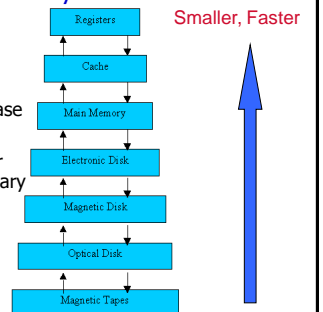 Smaller, Faster
Registers
Cache
Main Memory
Electronic Disk
Magnetic Disk
Optical Disk
Magnetic Tapes